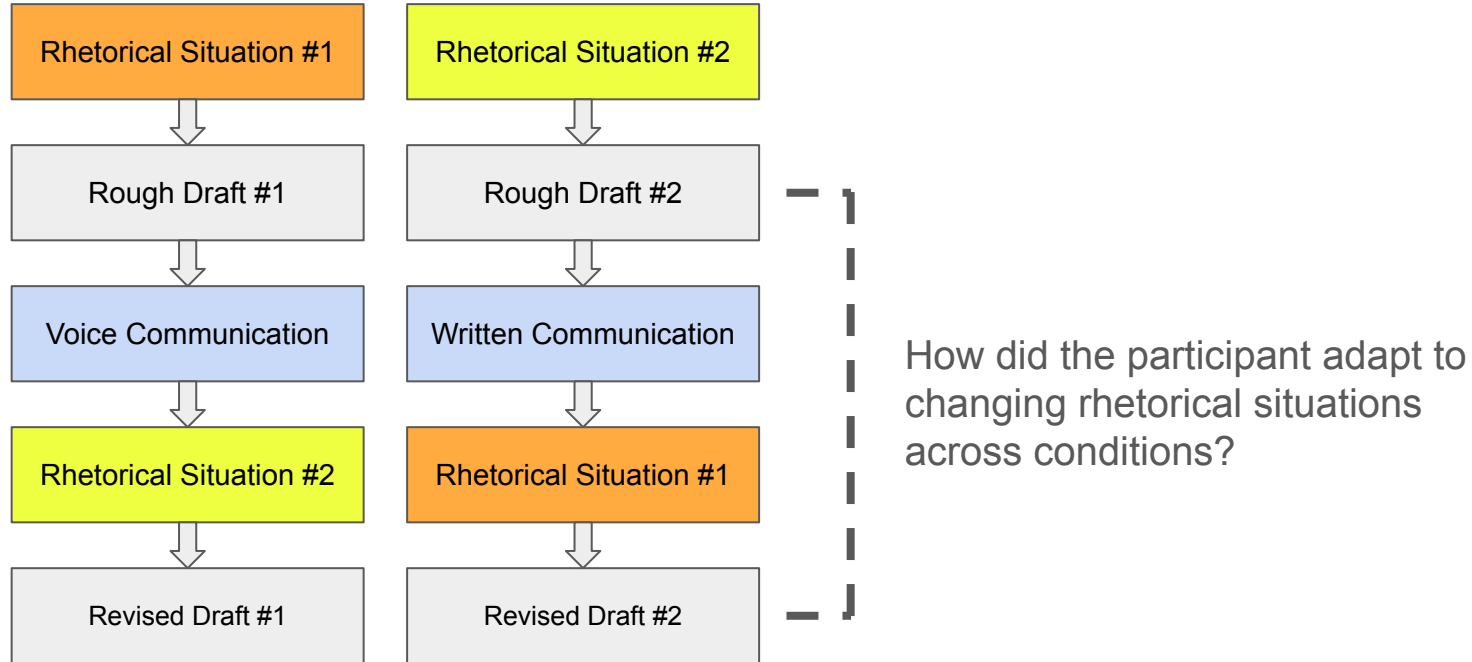 Rhetorical Situation #1
Rough Draft #1
Voice Communication
Rhetorical Situation #2
Revised Draft #1
Rhetorical Situation #2
Rough Draft #2
Written Communication
Rhetorical Situation #1
Revised Draft #2
How did the participant adapt to
changing rhetorical situations
across conditions?